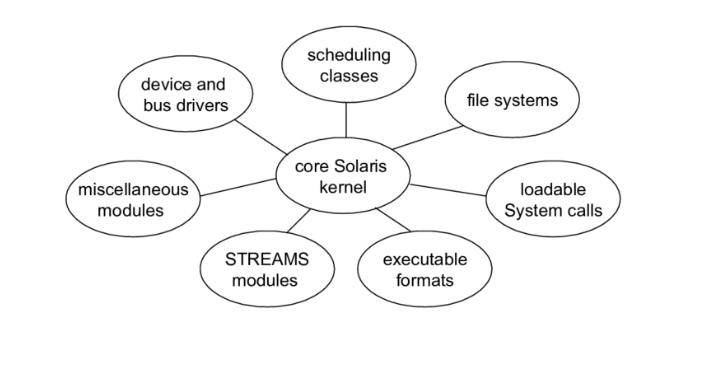 scheduling
classes
device and
bus drivers
file systems
core Solaris
kernel
miscellaneous
modules
loadable
System calls
STREAMS
modules
executable
formats